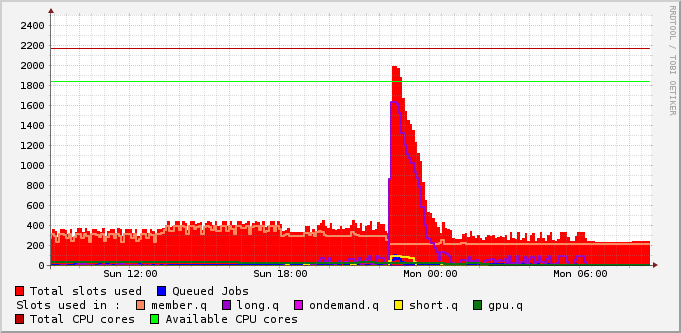 2400
2200
2000
1800
1600
1400
1200
1000
800
600
400
200
0
Sun 12:00 Sun 18:00 Mon 00:00 Mon 06:00
Total slots used Queued Jobs
Slots used in : member.q long.q ondemand.q short.q gpu.q
Total CPU cores Available CPU cores
RRDTOOL / TOBI OETIKER